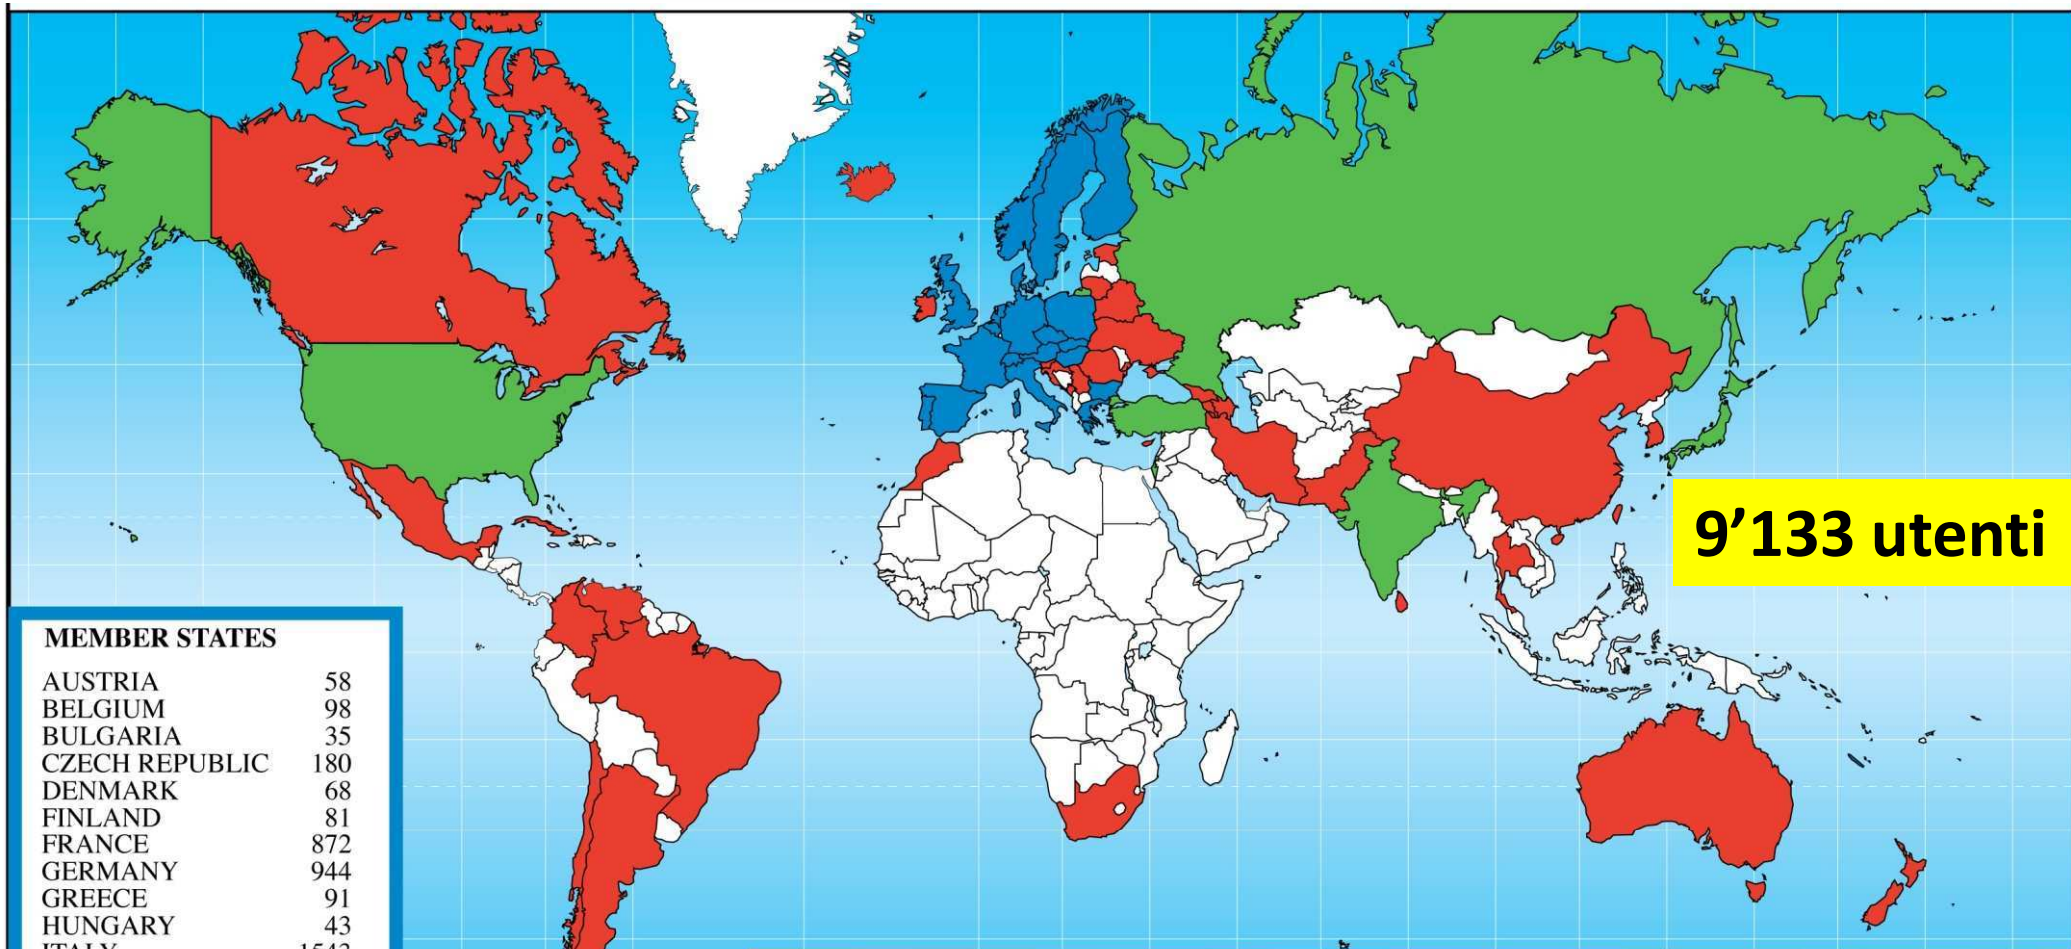 9’133 utenti
MEMBER STATES
AUSTRIA 58
BELGIUM 98
BULGARIA 35
CZECH REPUBLIC 180
DENMARK 68
FINLAND 81
FRANCE 872
GERMANY 944
GREECE 91
HUNGARY 43